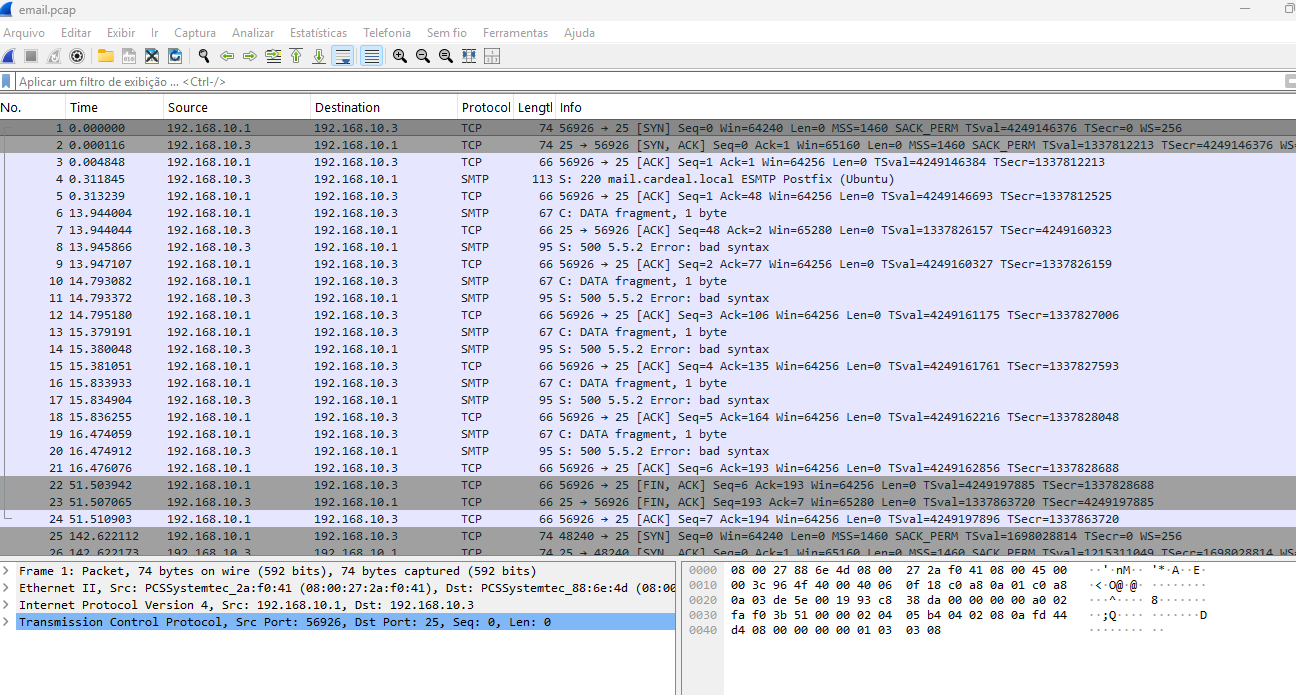 email.pcap
Arquivo Editar Exibir Ir Captura Analizar Estatísticas Telefonia Sem fio Ferramentas Ajuda
Aplicar um filtro de exibição ... <Ctrl-/>
No. Time Source Destination Protocol Lengtl Info
1 0.000000 192.168.10.1 192.168.10.3 TCP 74 56926 → 25 [SYN] Seq=0 Win=64240 Len=0 MSS=1460 SACK_PERM TSval=4249146376 TSecr=0 WS=256
2 0.000116 192.168.10.3 192.168.10.1 TCP 74 25 → 56926 [SYN, ACK] Seq=0 Ack=1 Win=65160 Len=0 MSS=1460 SACK_PERM TSval=1337812213 TSecr=4249146376 WS=
3 0.004848 192.168.10.1 192.168.10.3 TCP 66 56926 → 25 [ACK] Seq=1 Ack=1 Win=64256 Len=0 TSval=4249146384 TSecr=1337812213
4 0.311845 192.168.10.3 192.168.10.1 SMTP 113 S: 220 mail.cardeal.local ESMTP Postfix (Ubuntu)
5 0.313239 192.168.10.1 192.168.10.3 TCP 66 56926 → 25 [ACK] Seq=1 Ack=48 Win=64256 Len=0 TSval=4249146693 TSecr=1337812525
6 13.944004 192.168.10.1 192.168.10.3 SMTP 67 C: DATA fragment, 1 byte
7 13.944044 192.168.10.3 192.168.10.1 TCP 66 25 → 56926 [ACK] Seq=48 Ack=2 Win=65280 Len=0 TSval=1337826157 TSecr=4249160323
8 13.945866 192.168.10.3 192.168.10.1 SMTP 95 S: 500 5.5.2 Error: bad syntax
9 13.947107 192.168.10.1 192.168.10.3 TCP 66 56926 → 25 [ACK] Seq=2 Ack=77 Win=64256 Len=0 TSval=4249160327 TSecr=1337826159
10 14.793082 192.168.10.1 192.168.10.3 SMTP 67 C: DATA fragment, 1 byte
11 14.793372 192.168.10.3 192.168.10.1 SMTP 95 S: 500 5.5.2 Error: bad syntax
12 14.795180 192.168.10.1 192.168.10.3 TCP 66 56926 → 25 [ACK] Seq=3 Ack=106 Win=64256 Len=0 TSval=4249161175 TSecr=1337827006
13 15.379191 192.168.10.1 192.168.10.3 SMTP 67 C: DATA fragment, 1 byte
14 15.380048 192.168.10.3 192.168.10.1 SMTP 95 S: 500 5.5.2 Error: bad syntax
15 15.381051 192.168.10.1 192.168.10.3 TCP 66 56926 → 25 [ACK] Seq=4 Ack=135 Win=64256 Len=0 TSval=4249161761 TSecr=1337827593
16 15.833933 192.168.10.1 192.168.10.3 SMTP 67 C: DATA fragment, 1 byte
17 15.834904 192.168.10.3 192.168.10.1 SMTP 95 S: 500 5.5.2 Error: bad syntax
18 15.836255 192.168.10.1 192.168.10.3 TCP 66 56926 → 25 [ACK] Seq=5 Ack=164 Win=64256 Len=0 TSval=4249162216 TSecr=1337828048
19 16.474059 192.168.10.1 192.168.10.3 SMTP 67 C: DATA fragment, 1 byte
20 16.474912 192.168.10.3 192.168.10.1 SMTP 95 S: 500 5.5.2 Error: bad syntax
21 16.476076 192.168.10.1 192.168.10.3 TCP 66 56926 → 25 [ACK] Seq=6 Ack=193 Win=64256 Len=0 TSval=4249162856 TSecr=1337828688
22 51.503942 192.168.10.1 192.168.10.3 TCP 66 56926 → 25 [FIN, ACK] Seq=6 Ack=193 Win=64256 Len=0 TSval=4249197885 TSecr=1337828688
23 51.507065 192.168.10.3 192.168.10.1 TCP 66 25 → 56926 [FIN, ACK] Seq=193 Ack=7 Win=65280 Len=0 TSval=1337863720 TSecr=4249197885
24 51.510903 192.168.10.1 192.168.10.3 TCP 66 56926 → 25 [ACK] Seq=7 Ack=194 Win=64256 Len=0 TSval=4249197896 TSecr=1337863720
25 142.622112 192.168.10.1 192.168.10.3 TCP 74 48240 → 25 [SYN] Seq=0 Win=64240 Len=0 MSS=1460 SACK_PERM TSval=1698028814 TSecr=0 WS=256
26 142.622173 192.168.10.3 192.168.10.1 TCP 74 25 → 48240 [SYN, ACK] Seq=0 Ack=1 Win=65160 Len=0 MSS=1460 SACK_PERM TSval=1215311049 TSecr=1698028814 WS=
Frame 1: Packet, 74 bytes on wire (592 bits), 74 bytes captured (592 bits)
Ethernet II, Src: PCSSystemtec_2a:f0:41 (08:00:27:2a:f0:41), Dst: PCSSystemtec_88:6e:4d (08:00
Internet Protocol Version 4, Src: 192.168.10.1, Dst: 192.168.10.3
Transmission Control Protocol, Src Port: 56926, Dst Port: 25, Seq: 0, Len: 0
0000 08 00 27 88 6e 4d 08 00 27 2a f0 41 08 00 45 00 ··'·nM·· '*·A··E·
0010 00 3c 96 4f 40 00 40 06 0f 18 c0 a8 0a 01 c0 a8 ·<·O@·@· ········
0020 0a 03 de 5e 00 19 93 c8 38 da 00 00 00 00 a0 02 ···^···· 8·······
0030 fa f0 3b 51 00 00 02 04 05 b4 04 02 08 0a fd 44 ··;Q···· ·······D
0040 d4 08 00 00 00 00 01 03 03 08 ········ ··